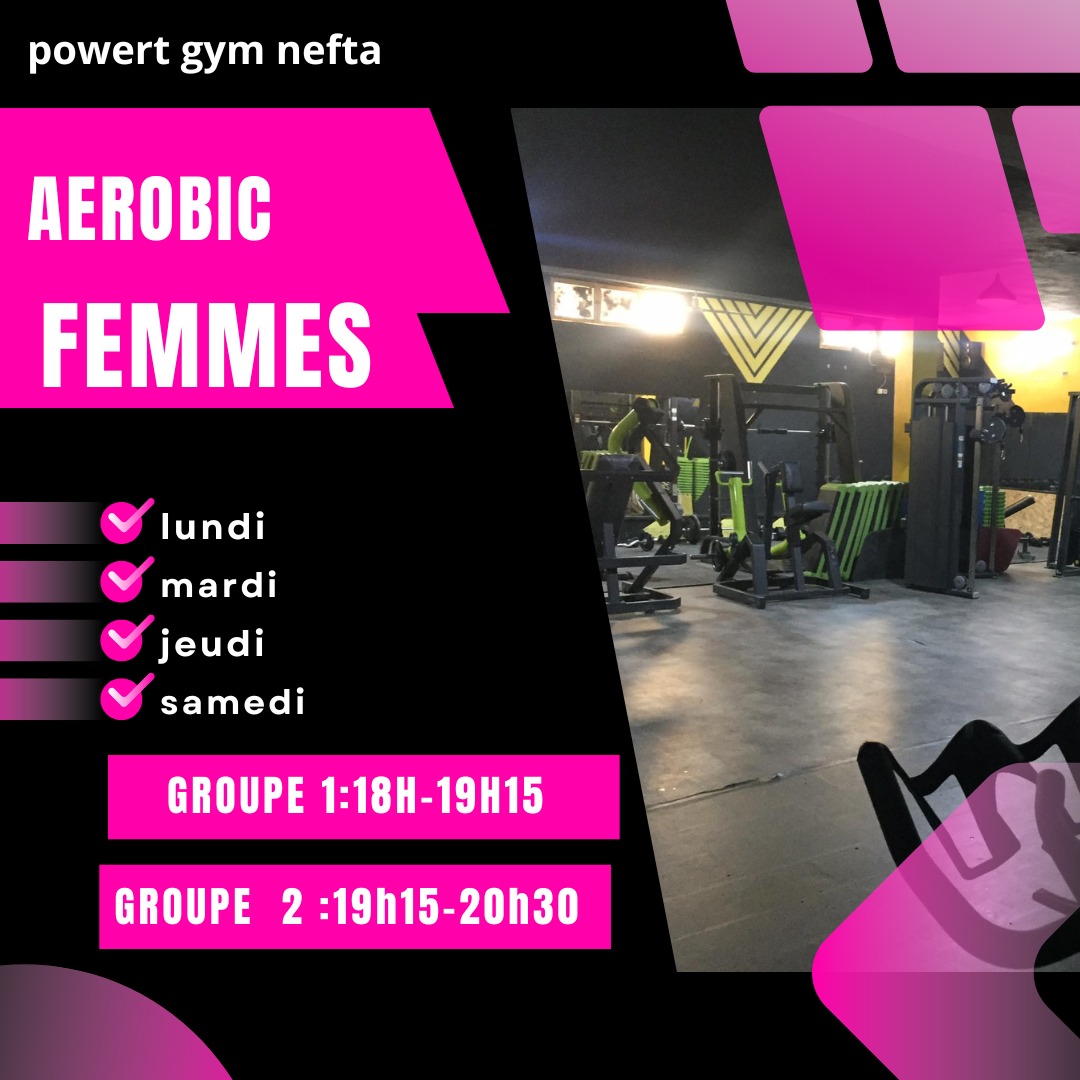 powert gym nefta
AEROBIC
FEMMES
lundi
mardi
jeudi
samedi
GROUPE 1:18H-19H15
GROUPE 2 :19h15-20h30